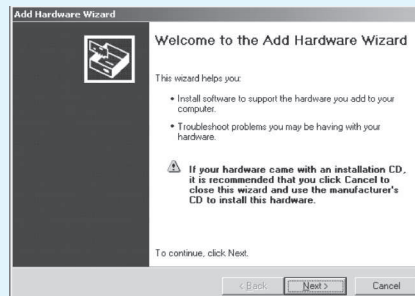 Add Hardware Wizard
Welcome to the Add Hardware Wizard
This wizard helps you:
• Install software to support the hardware you add to your
computer.
• Troubleshoot problems you may be having with your
hardware.
If your hardware came with an installation CD,
it is recommended that you click Cancel to
close this wizard and use the manufacturer's
CD to install this hardware.
To continue, click Next.
< Back Next > Cancel